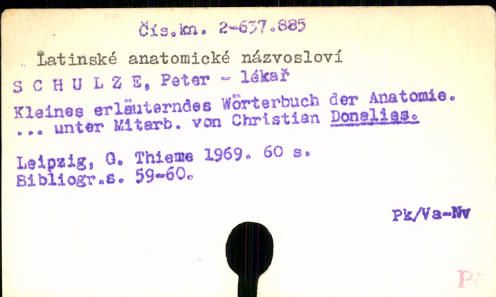 Čís.kn. 2-637.885
Latinské anatomické názvosloví
S C H U L Z E, Peter - lékař
Kleines erläuterndes Wörterbuch der Anatomie.
... unter Mitarb. von Christian Donalies.
Leipzig, G. Thieme 1969. 60 s.
Bibliogr.s. 59-60.
Pk/Va-Nv